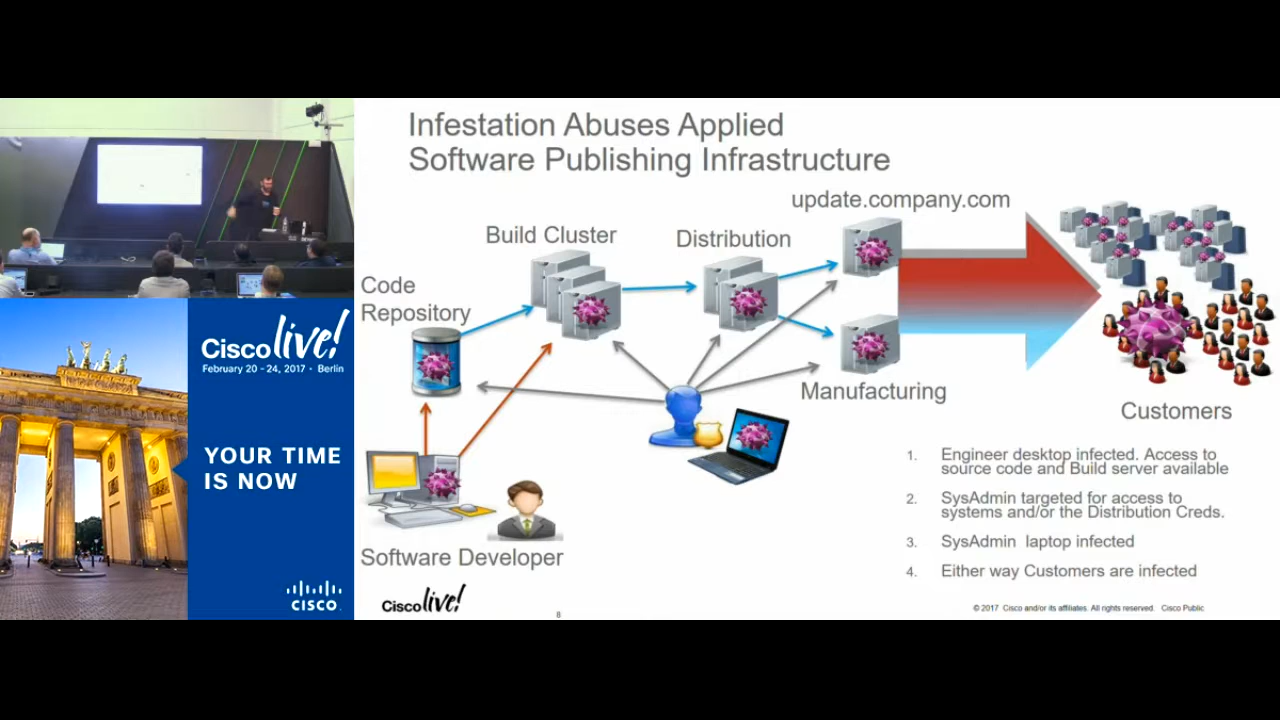 Infestation Abuses Applied
Software Publishing Infrastructure
update.company.com
Build Cluster
Distribution
Code
Repository
Manufacturing
Customers
Software Developer
1. Engineer desktop infected. Access to
source code and Build server available
2. SysAdmin targeted for access to
systems and/or the Distribution Creds.
3. SysAdmin laptop infected
4. Either way Customers are infected
Cisco live!
8
© 2017 Cisco and/or its affiliates. All rights reserved. Cisco Public
Cisco live!
February 20 - 24, 2017 • Berlin
YOUR TIME
IS NOW
CISCO